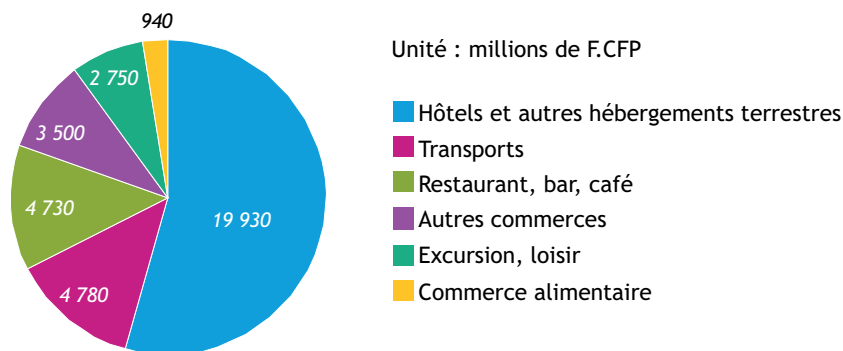 940
Unité : millions de F.CFP
2 750
Hôtels et autres hébergements terrestres
3 500
Transports
Restaurant, bar, café
4 730
19 930
Autres commerces
Excursion, loisir
4 780
Commerce alimentaire